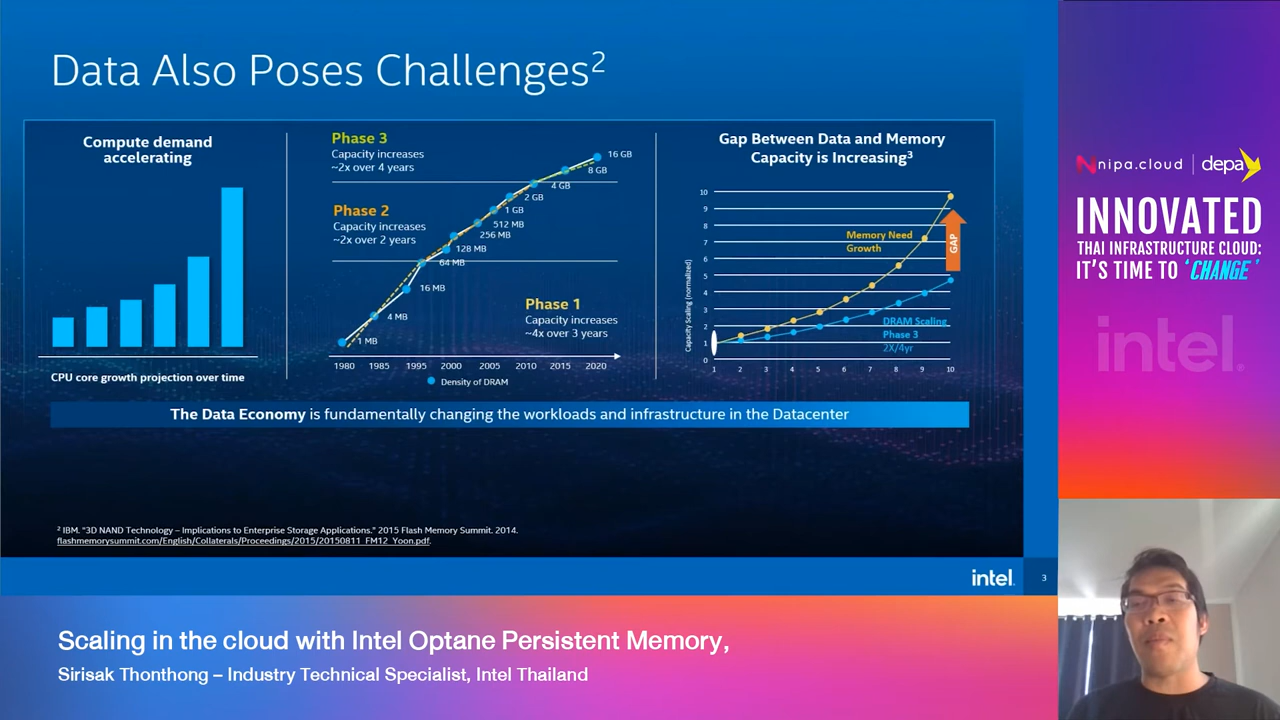 Data Also Poses Challenges²
Compute demand
accelerating
CPU core growth projection over time
Phase 3
Capacity increases
~2x over 4 years
Phase 2
Capacity increases
~2x over 2 years
Phase 1
Capacity increases
~4x over 3 years
16 GB
8 GB
4 GB
2 GB
1 GB
512 MB
256 MB
128 MB
64 MB
16 MB
4 MB
1 MB
1980 1985 1995 2000 2005 2010 2015 2020
Density of DRAM
Gap Between Data and Memory
Capacity is Increasing³
Capacity Scaling (normalized)
10
9
8
7
6
5
4
3
2
1
0
Memory Need
Growth
GAP
DRAM Scaling
Phase 3
2X/4yr
1 2 3 4 5 6 7 8 9 10
The Data Economy is fundamentally changing the workloads and infrastructure in the Datacenter
² IBM. “3D NAND Technology – Implications to Enterprise Storage Applications.” 2015 Flash Memory Summit. 2014.
flashmemorysummit.com/English/Collaterals/Proceedings/2015/20150811_FM12_Yoon.pdf.
intel.
3
nipa.cloud | depa
INNOVATED
THAI INFRASTRUCTURE CLOUD:
IT'S TIME TO ‘CHANGE’
intel.
Scaling in the cloud with Intel Optane Persistent Memory,
Sirisak Thonthong – Industry Technical Specialist, Intel Thailand